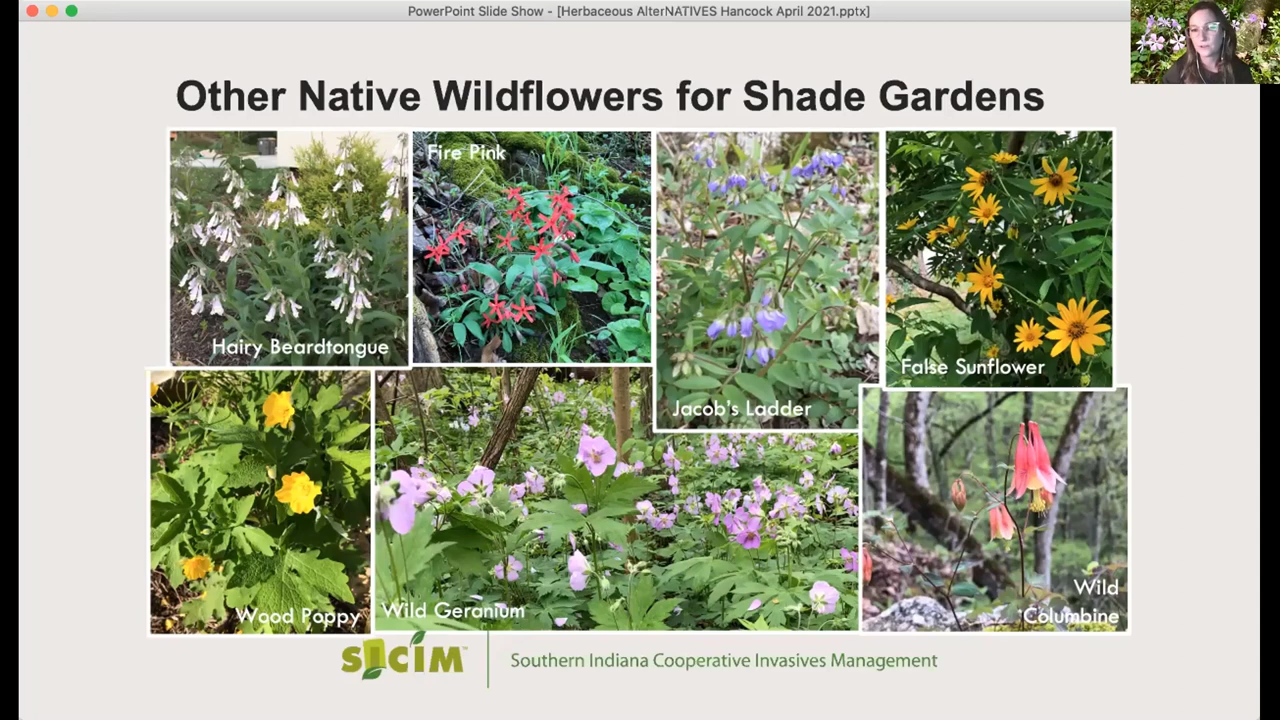 PowerPoint Slide Show - [Herbaceous AlterNATIVES Hancock April 2021.pptx]
Other Native Wildflowers for Shade Gardens
Hairy Beardtongue
Fire Pink
Jacob's Ladder
False Sunflower
Wood Poppy
Wild Geranium
Wild
Columbine
SICIM™
Southern Indiana Cooperative Invasives Management